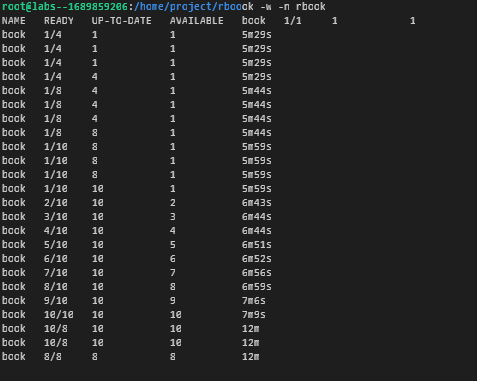 root@labs--1689859206:/home/project/rboook -w -n rbook
NAME READY UP-TO-DATE AVAILABLE book 1/1 1 1
book 1/4 1 1 5m29s
book 1/4 1 1 5m29s
book 1/4 1 1 5m29s
book 1/4 4 1 5m29s
book 1/8 4 1 5m44s
book 1/8 4 1 5m44s
book 1/8 4 1 5m44s
book 1/8 8 1 5m44s
book 1/10 8 1 5m59s
book 1/10 8 1 5m59s
book 1/10 8 1 5m59s
book 1/10 10 1 5m59s
book 2/10 10 2 6m43s
book 3/10 10 3 6m44s
book 4/10 10 4 6m44s
book 5/10 10 5 6m51s
book 6/10 10 6 6m52s
book 7/10 10 7 6m56s
book 8/10 10 8 6m59s
book 9/10 10 9 7m6s
book 10/10 10 10 7m9s
book 10/8 10 10 12m
book 10/8 10 10 12m
book 8/8 8 8 12m